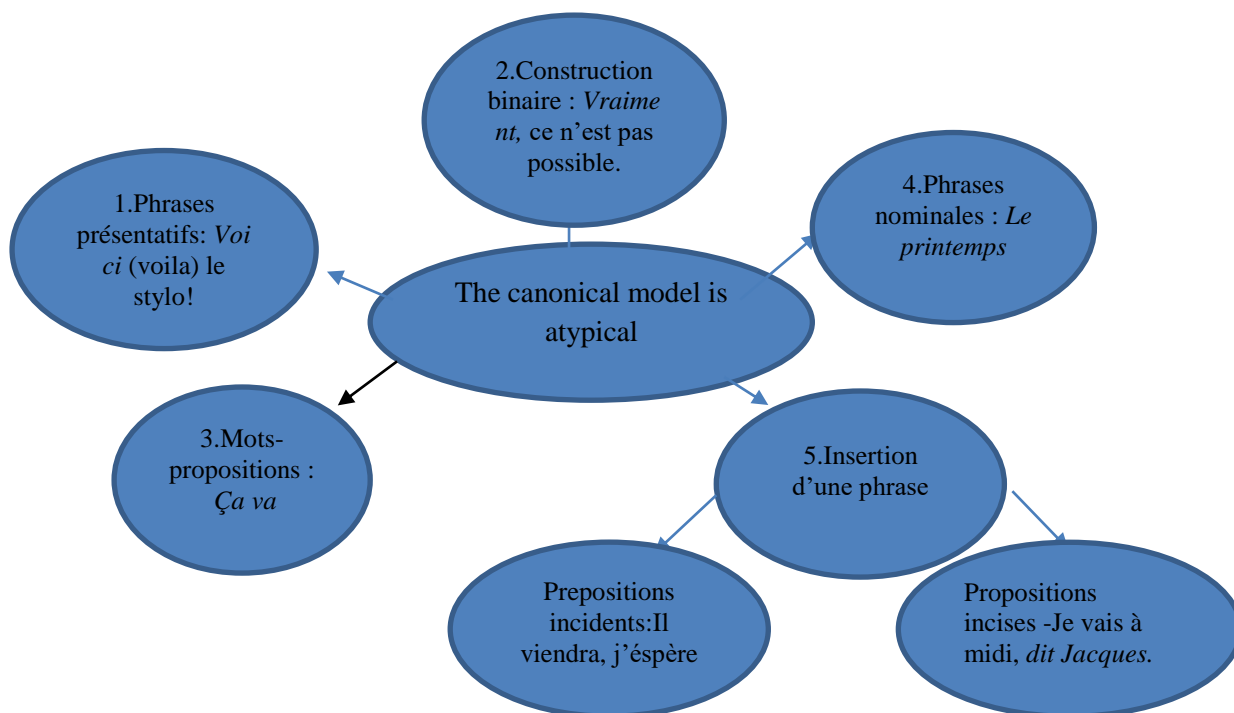 2.Construction
binaire : Vraime
nt, ce n’est pas
possible.
1.Phrases
présentatifs: Voi
ci (voila) le
stylo!
4.Phrases
nominales : Le
printemps
The canonical model is
atypical
3.Mots-
propositions :
Ça va
5.Insertion
d’une phrase
Prepositions
incidents:Il
viendra, j’éspère
Propositions
incises -Je vais à
midi, dit Jacques.